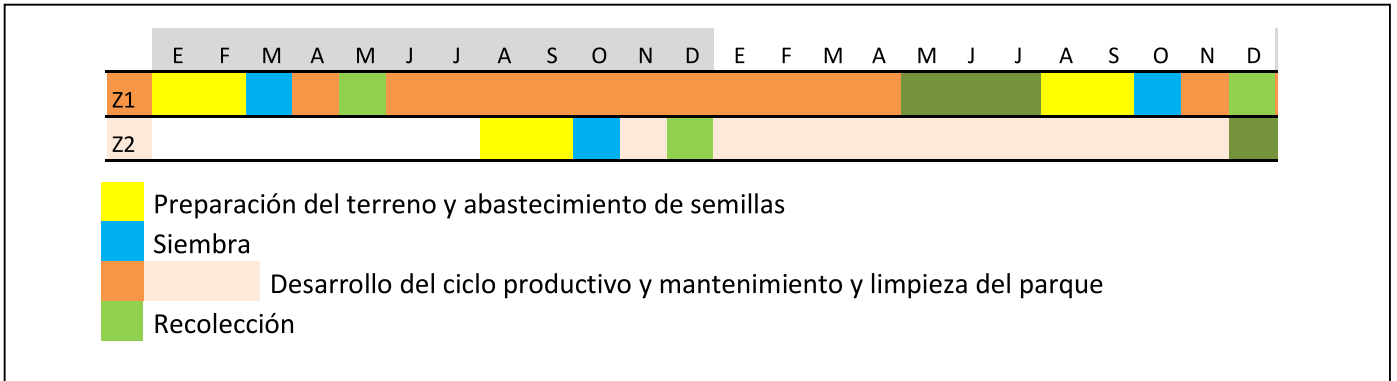 E F M A M J J A S O N D E F M A M J J A S O N D
Z1
Z2
Preparación del terreno y abastecimiento de semillas
Siembra
Desarrollo del ciclo productivo y mantenimiento y limpieza del parque
Recolección